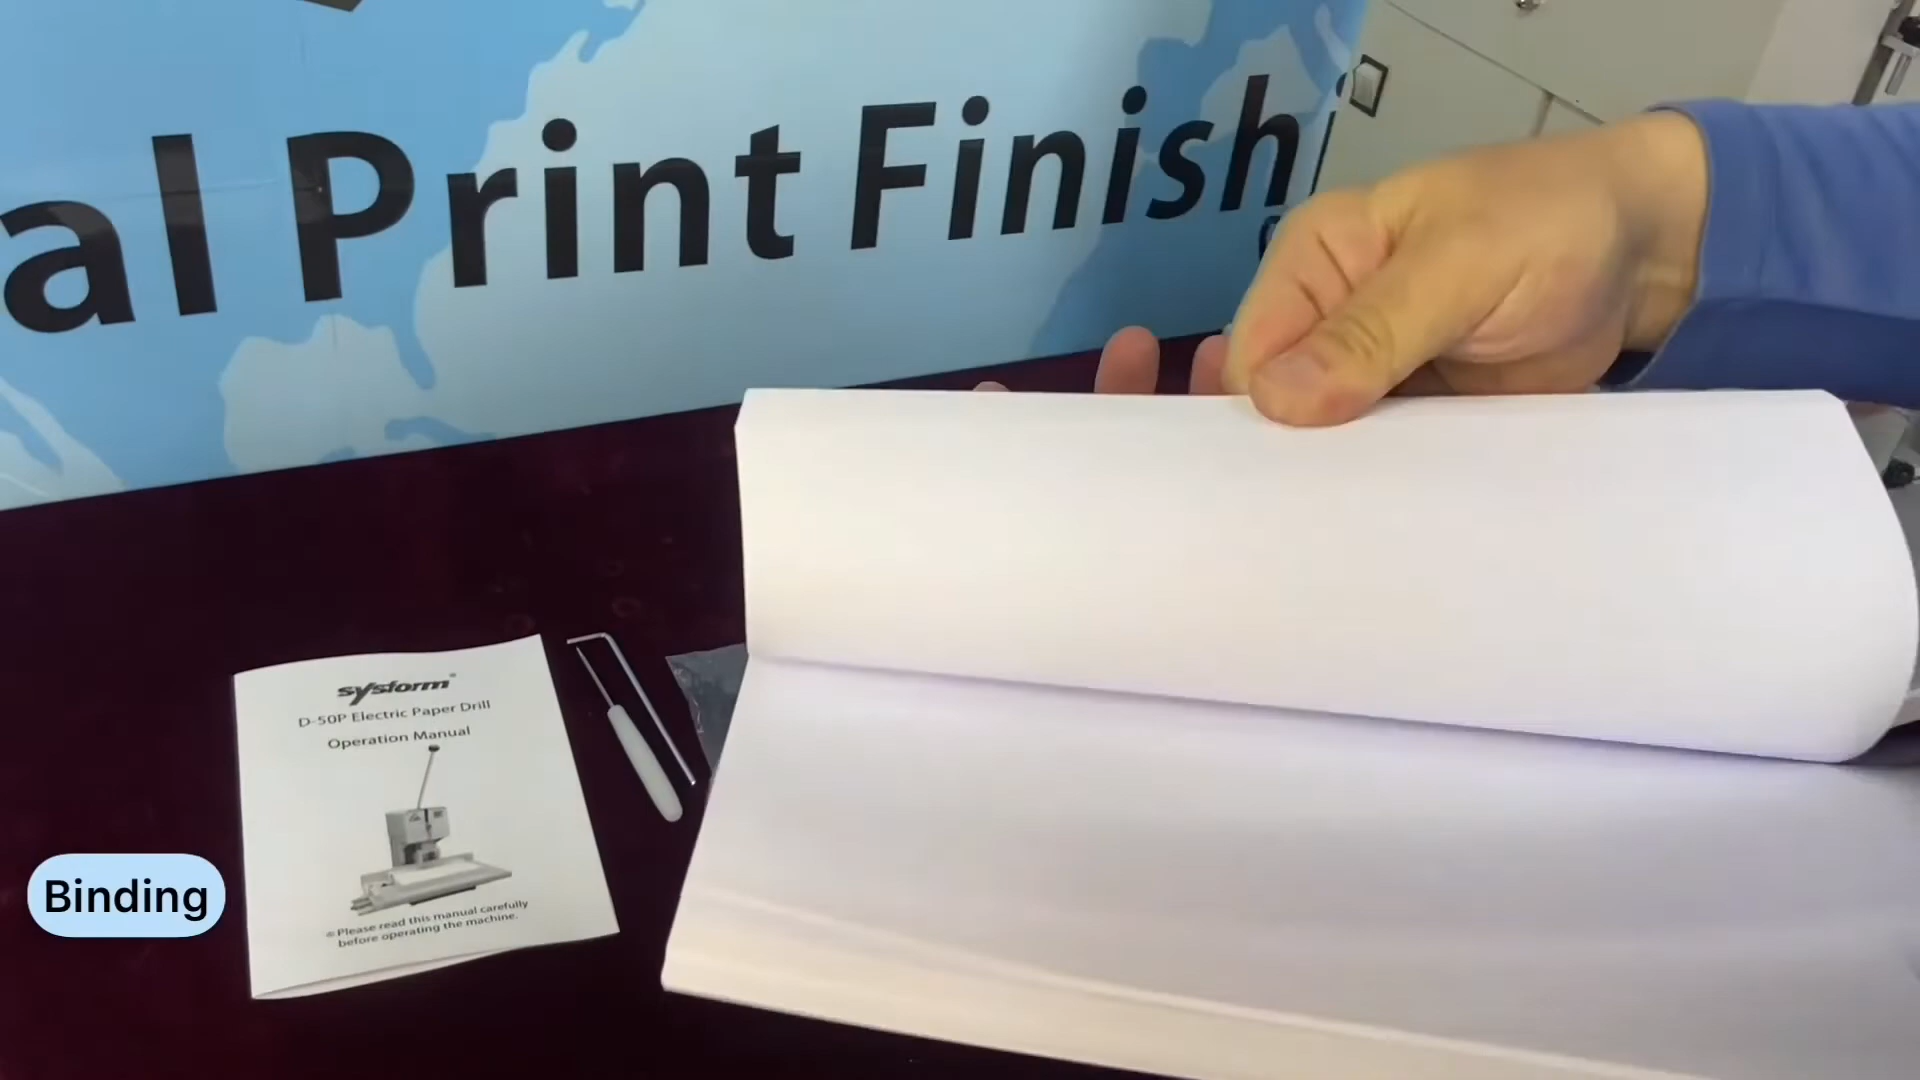 al Print Finishi
sysform®
D-50P Electric Paper Drill
Operation Manual
Please read this manual carefully
before operating the machine.
Binding